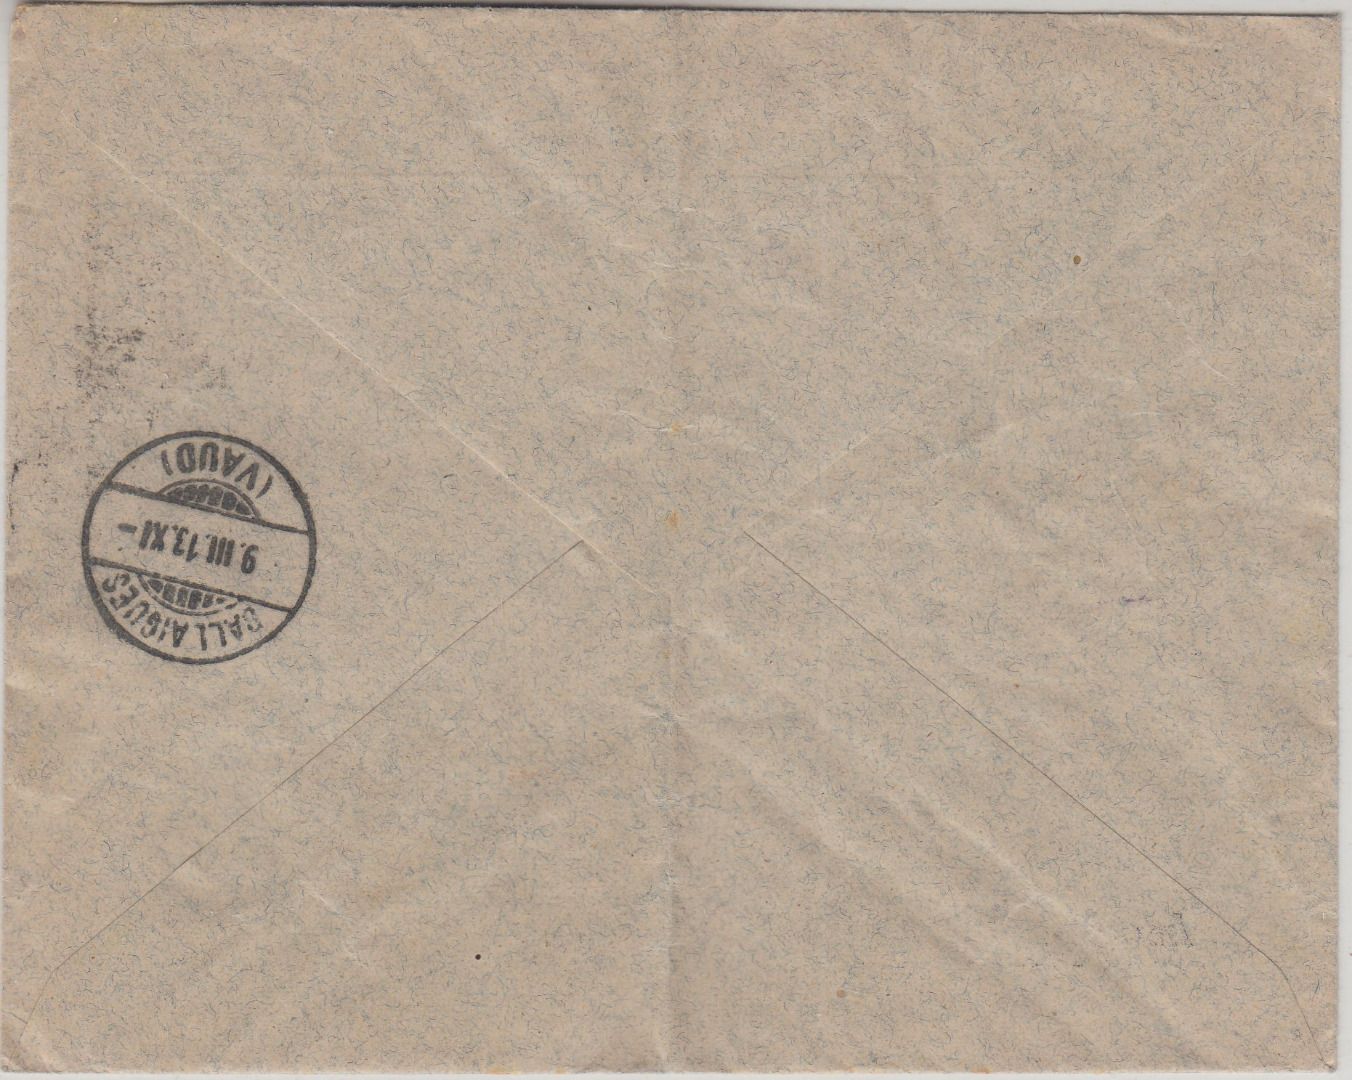 BALLAIGUES
9.III.13.XI-
(VAUD)